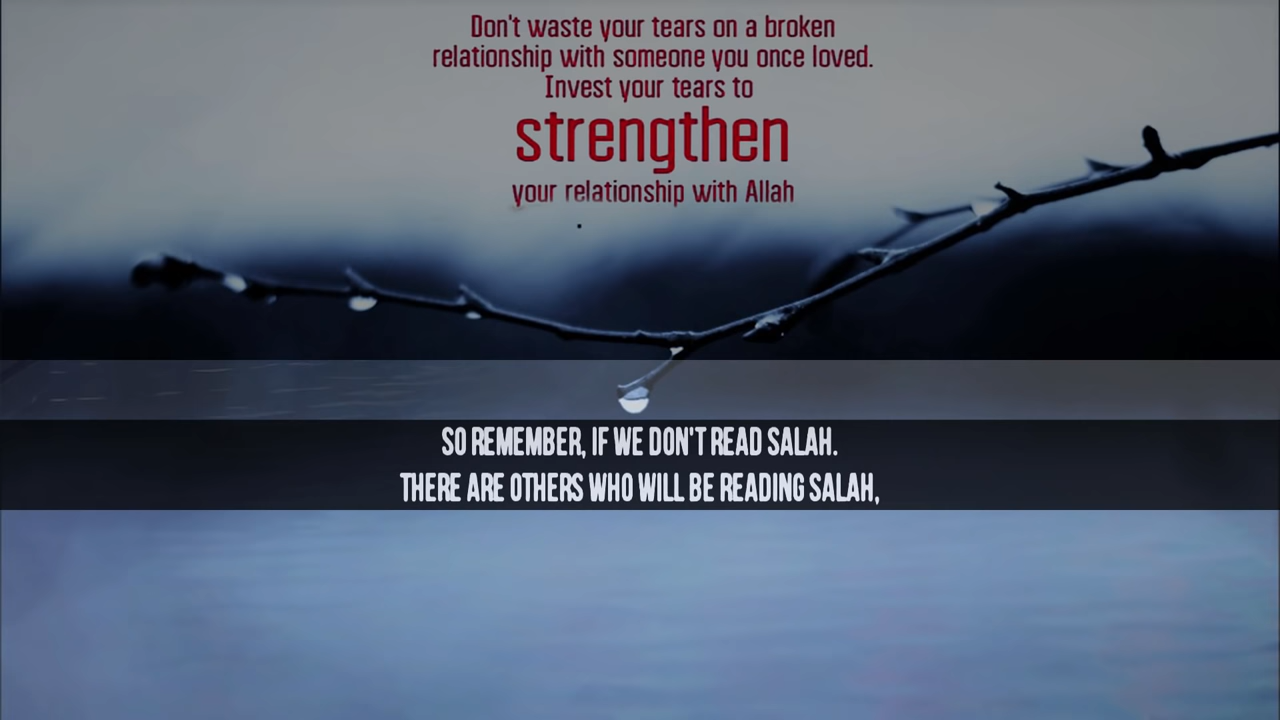 Don't waste your tears on a broken
relationship with someone you once loved.
Invest your tears to
strengthen
your relationship with Allah
SO REMEMBER, IF WE DON'T READ SALAH.
THERE ARE OTHERS WHO WILL BE READING SALAH,